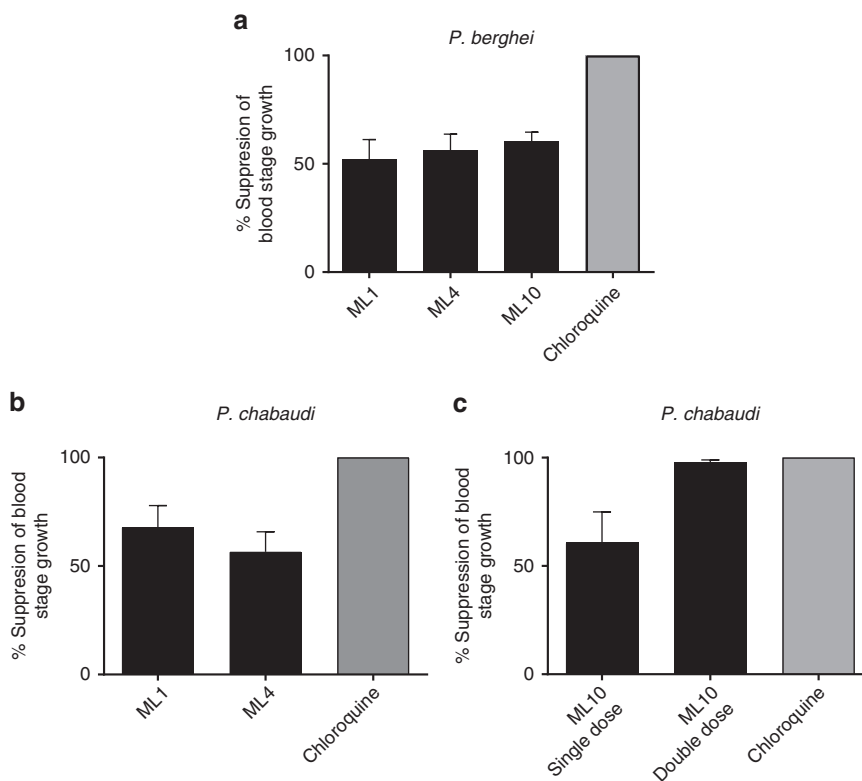 a
P. berghei
% Suppresion of
blood stage growth
100
50
0
ML1
ML4
ML10
Chloroquine
b
P. chabaudi
% Suppression of blood
stage growth
100
50
0
ML1
ML4
Chloroquine
c
P. chabaudi
% Suppression of blood
stage growth
100
50
0
ML10
Single dose
ML10
Double dose
Chloroquine